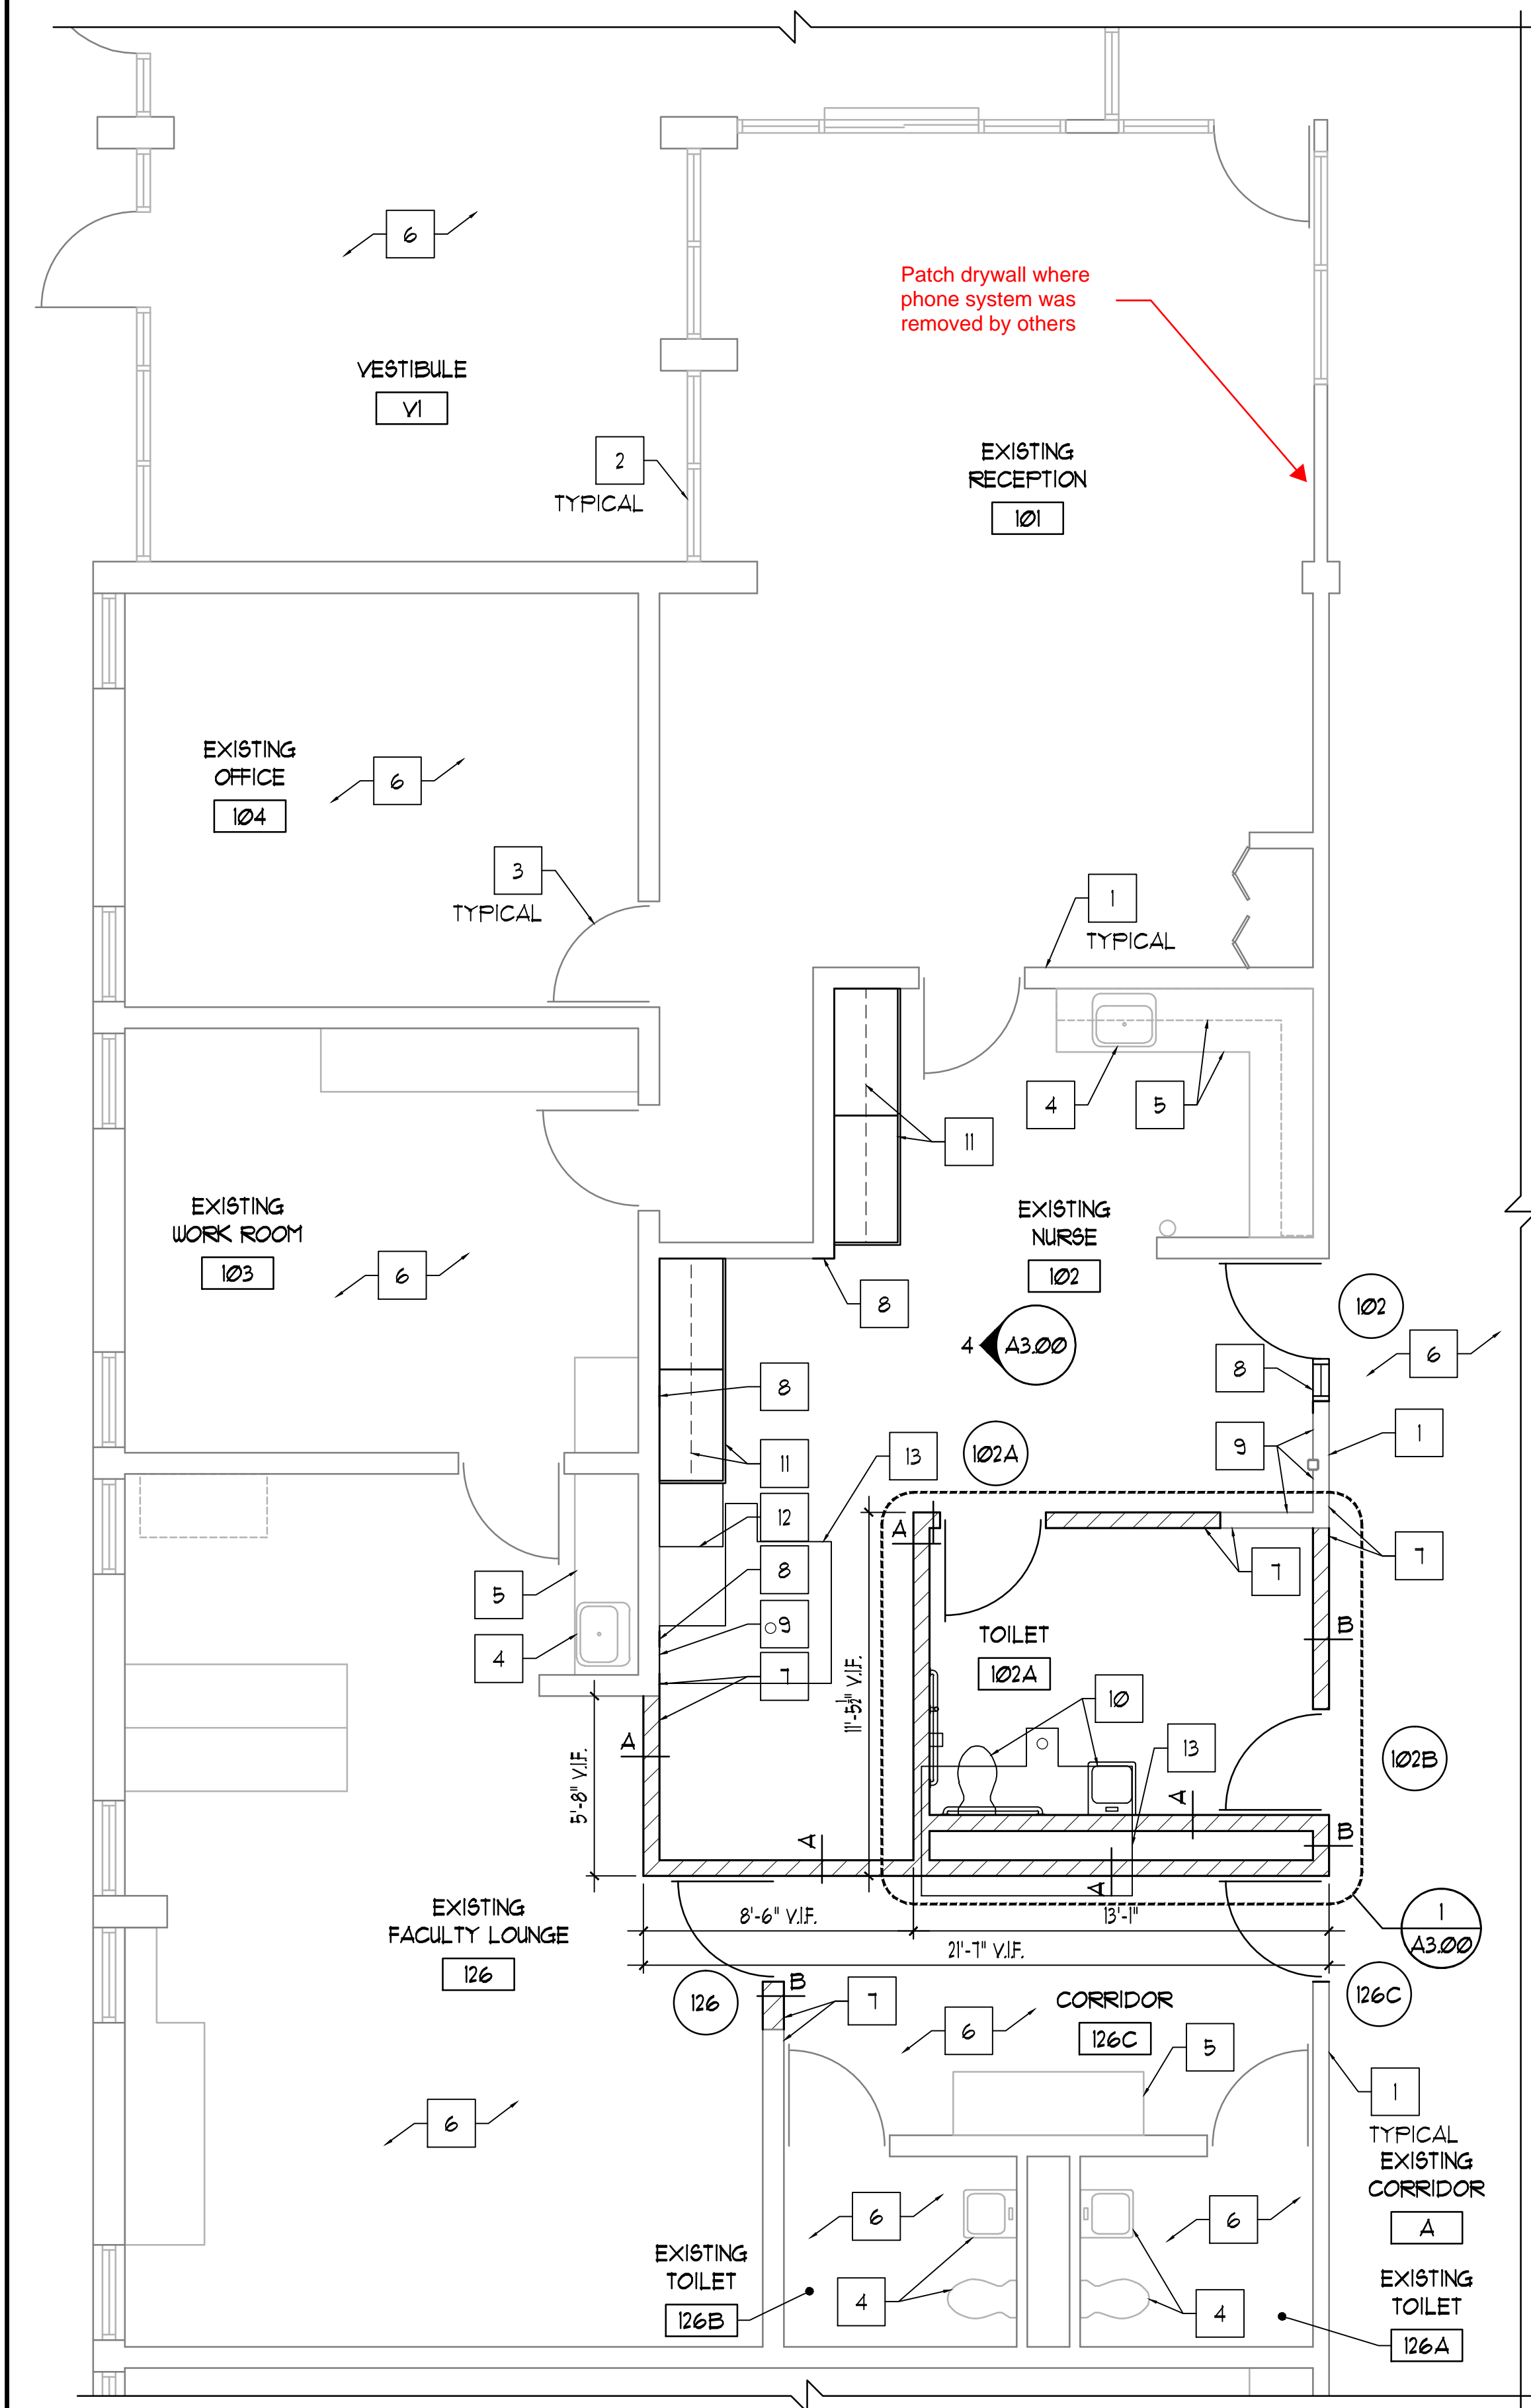 6
Patch drywall where
phone system was
removed by others
VESTIBULE
V1
2
TYPICAL
EXISTING
RECEPTION
101
EXISTING
OFFICE
104
6
3
TYPICAL
1
TYPICAL
4
5
11
EXISTING
WORK ROOM
103
6
EXISTING
NURSE
102
8
102
4
A3.00
6
8
8
1
9
11
13
102A
12
A
7
7
8
5
9
TOILET
102A
B
4
7
11'-5½" V.I.F.
10
A
13
102B
5'-8" V.I.F.
A
A
B
A
EXISTING
FACULTY LOUNGE
126
8'-6" V.I.F.
13'-1"
1
A3.00
21'-7" V.I.F.
126
B
7
CORRIDOR
126C
126C
6
5
1
TYPICAL
6
EXISTING
CORRIDOR
A
6
6
EXISTING
TOILET
126B
4
4
EXISTING
TOILET
126A